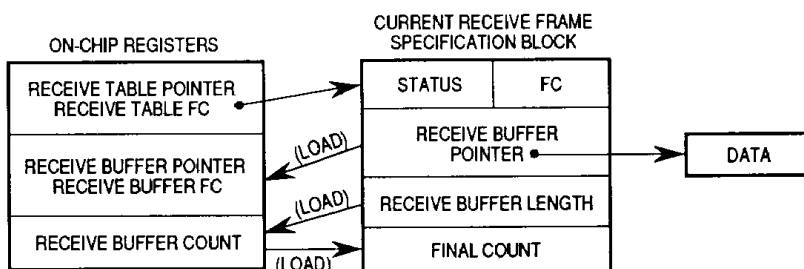 ON-CHIP REGISTERS
RECEIVE TABLE POINTER
RECEIVE TABLE FC
RECEIVE BUFFER POINTER
RECEIVE BUFFER FC
RECEIVE BUFFER COUNT
(LOAD)
(LOAD)
(LOAD)
CURRENT RECEIVE FRAME
SPECIFICATION BLOCK
STATUS FC
RECEIVE BUFFER
POINTER
RECEIVE BUFFER LENGTH
FINAL COUNT
DATA